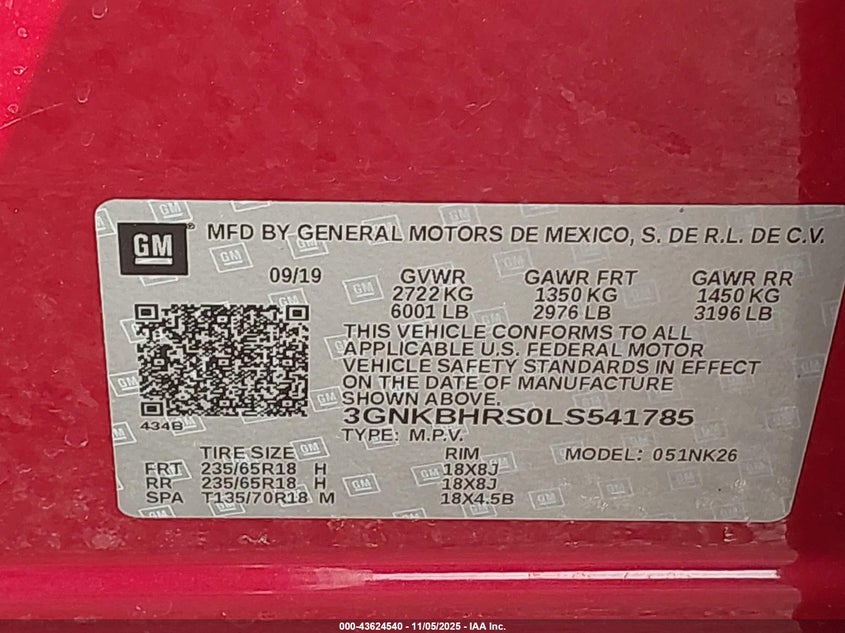 GM
MFD BY GENERAL MOTORS DE MEXICO, S. DE R.L. DE C.V.
09/19 GVWR GAWR FRT GAWR RR
2722 KG 1350 KG 1450 KG
6001 LB 2976 LB 3196 LB
THIS VEHICLE CONFORMS TO ALL
APPLICABLE U.S. FEDERAL MOTOR
VEHICLE SAFETY STANDARDS IN EFFECT
ON THE DATE OF MANUFACTURE
SHOWN ABOVE.
434B 3GNKBHRS0LS541785
TYPE: M.P.V.
TIRE SIZE RIM MODEL: 051NK26
FRT 235/65R18 H 18X8J
RR 235/65R18 H 18X8J
SPA T135/70R18 M 18X4.5B
000-43624540 - 11/05/2025 - IAA Inc.